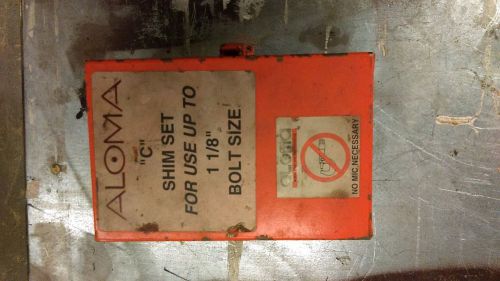 ALOMA
"C"
SHIM SET
FOR USE UP TO
1 1/8"
BOLT SIZE
NO MIC NECESSARY